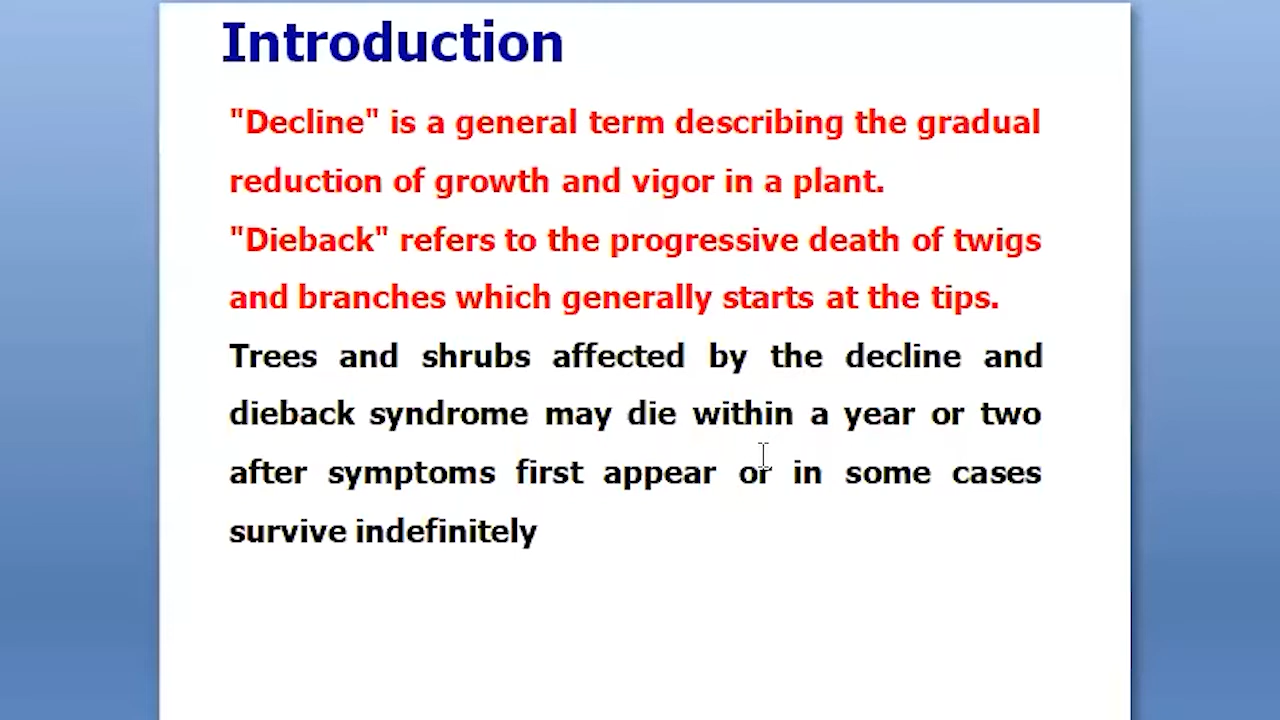 Introduction
"Decline" is a general term describing the gradual
reduction of growth and vigor in a plant.
"Dieback" refers to the progressive death of twigs
and branches which generally starts at the tips.
Trees and shrubs affected by the decline and
dieback syndrome may die within a year or two
after symptoms first appear or in some cases
survive indefinitely